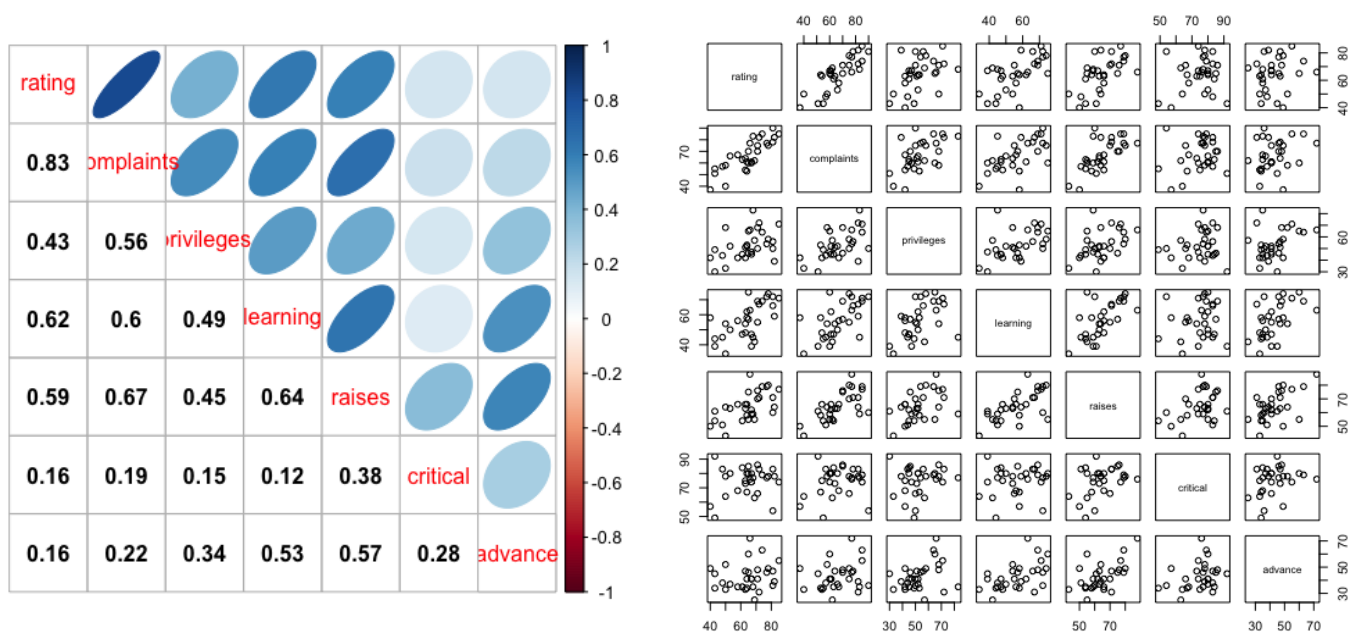 rating
0.83 omplaints
0.43 0.56 rivileges
0.62 0.6 0.49 learning
0.59 0.67 0.45 0.64 raises
0.16 0.19 0.15 0.12 0.38 critical
0.16 0.22 0.34 0.53 0.57 0.28 advance
1
0.8
0.6
0.4
0.2
0
-0.2
-0.4
-0.6
-0.8
-1
40 60 80 40 60 50 70 90
rating
40 60 80
40 70
complaints
privileges
30 60
40 60
learning
raises
50 70
50 70 90
critical
advance
30 50 70
40 60 80 30 50 70 50 70 30 50 70